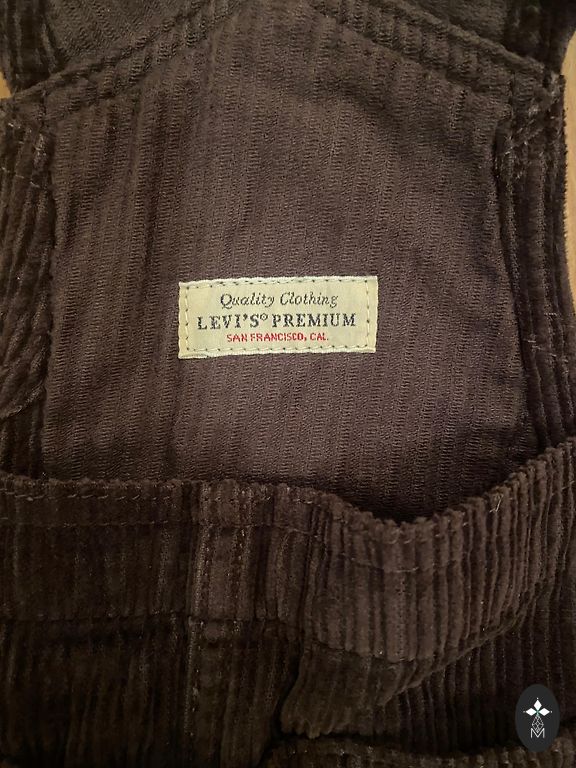 Quality Clothing
LEVI'S® PREMIUM
SAN FRANCISCO, CAL.
M